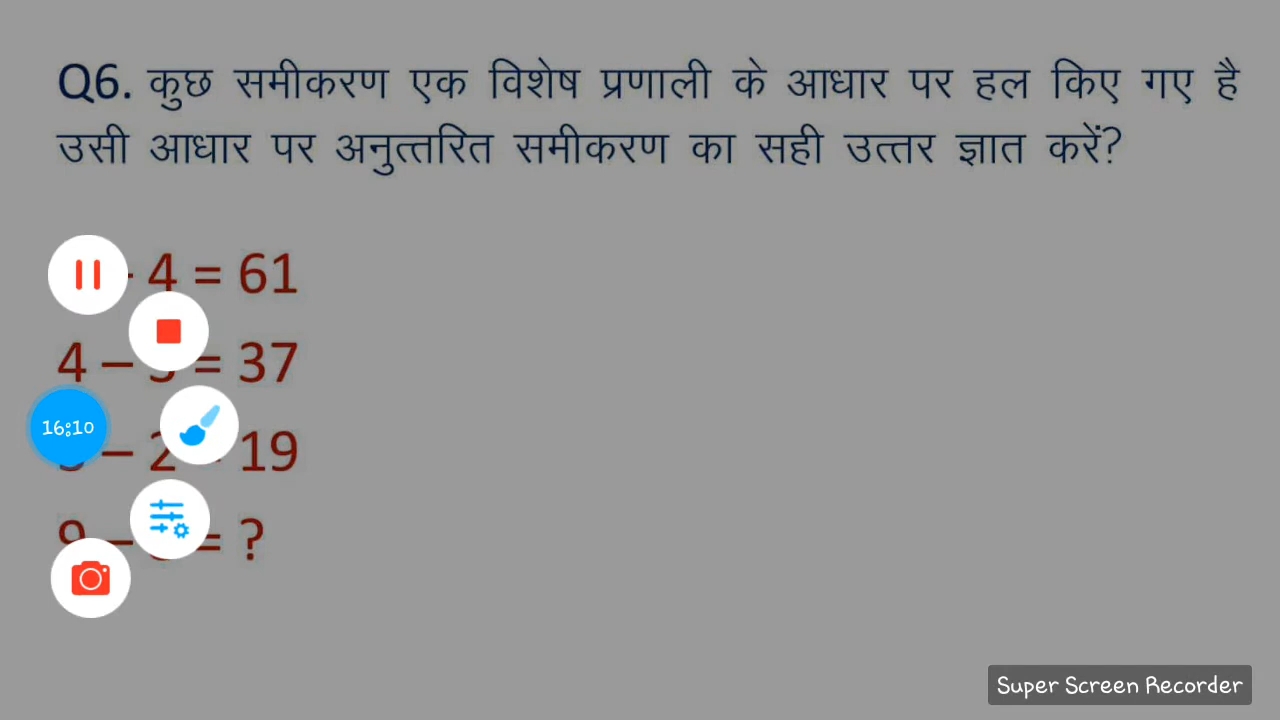 Q6. कुछ समीकरण एक विशेष प्रणाली के आधार पर हल किए गए है
उसी आधार पर अनुत्तरित समीकरण का सही उत्तर ज्ञात करें?
4 = 61
4 – = 37
16:10
– 2 19
9 – = ?
Super Screen Recorder